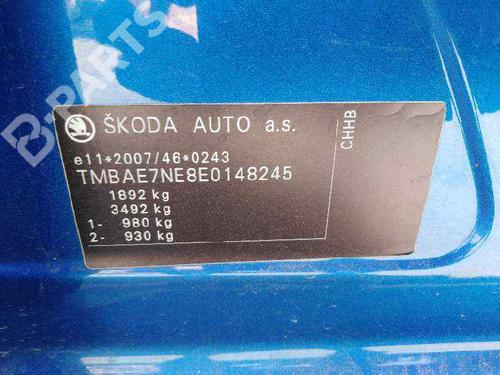 B-PARTS
ŠKODA AUTO a.s.
e11*2007/46*0243
TMBAE7NE8E0148245
1892 kg
3492 kg
1- 980 kg
2- 930 kg
CHHB